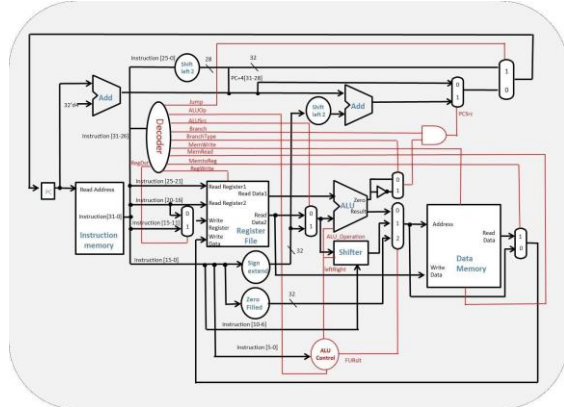 Instruction [25-0]
Shift
left 2
28
32
PC+4[31-28]
1
0
Add
32'd4
Add
Shift
left 2
0
1
PCSrc
Jump
ALUOp
ALUSrc
Branch
BranchType
MemWrite
MemRead
MemtoReg
RegWrite
Decoder
Instruction [31-26]
RegDst
PC
Read Address
Instruction[31-0]
Instruction
memory
Instruction [25-21]
Instruction [20-16]
Instruction [15-11]
0
1
Read Register1
Read Data1
Read Register2
Write
Register
Read
Data2
Write
Data
Register
File
0
1
ALU
Zero
Result
0
1
0
1
2
ALU_Operation
leftRight
Shifter
Address
Read
Data
Write
Data
Data
Memory
1
0
Instruction [15-0]
Sign
extend
32
Zero
Filled
32
Instruction [10-6]
Instruction [5-0]
ALU
Control
FURslt